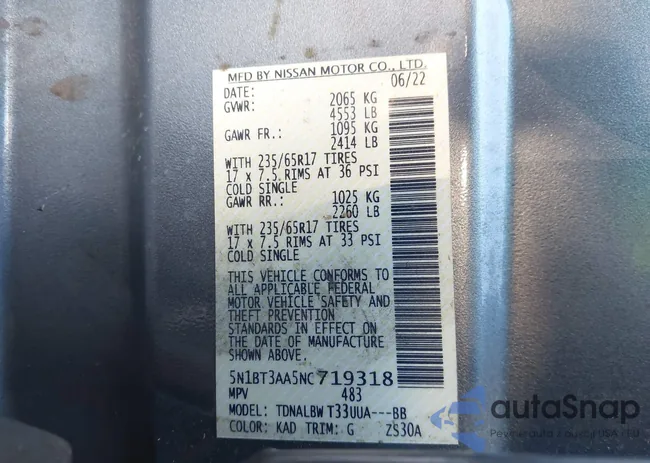 MFD BY NISSAN MOTOR CO., LTD.
DATE: 06/22
GVWR: 2065 KG
4553 LB
GAWR FR.: 1095 KG
2414 LB
WITH 235/65R17 TIRES
17 x 7.5 RIMS AT 36 PSI
COLD SINGLE
GAWR RR.: 1025 KG
2260 LB
WITH 235/65R17 TIRES
17 x 7.5 RIMS AT 33 PSI
COLD SINGLE
THIS VEHICLE CONFORMS TO
ALL APPLICABLE FEDERAL
MOTOR VEHICLE SAFETY AND
THEFT PREVENTION
STANDARDS IN EFFECT ON
THE DATE OF MANUFACTURE
SHOWN ABOVE.
5N1BT3AA5NC719318
MPV 483
MODEL: TDNALBW T33UUA---BB
COLOR: KAD TRIM: G ZS30A
autoSnap